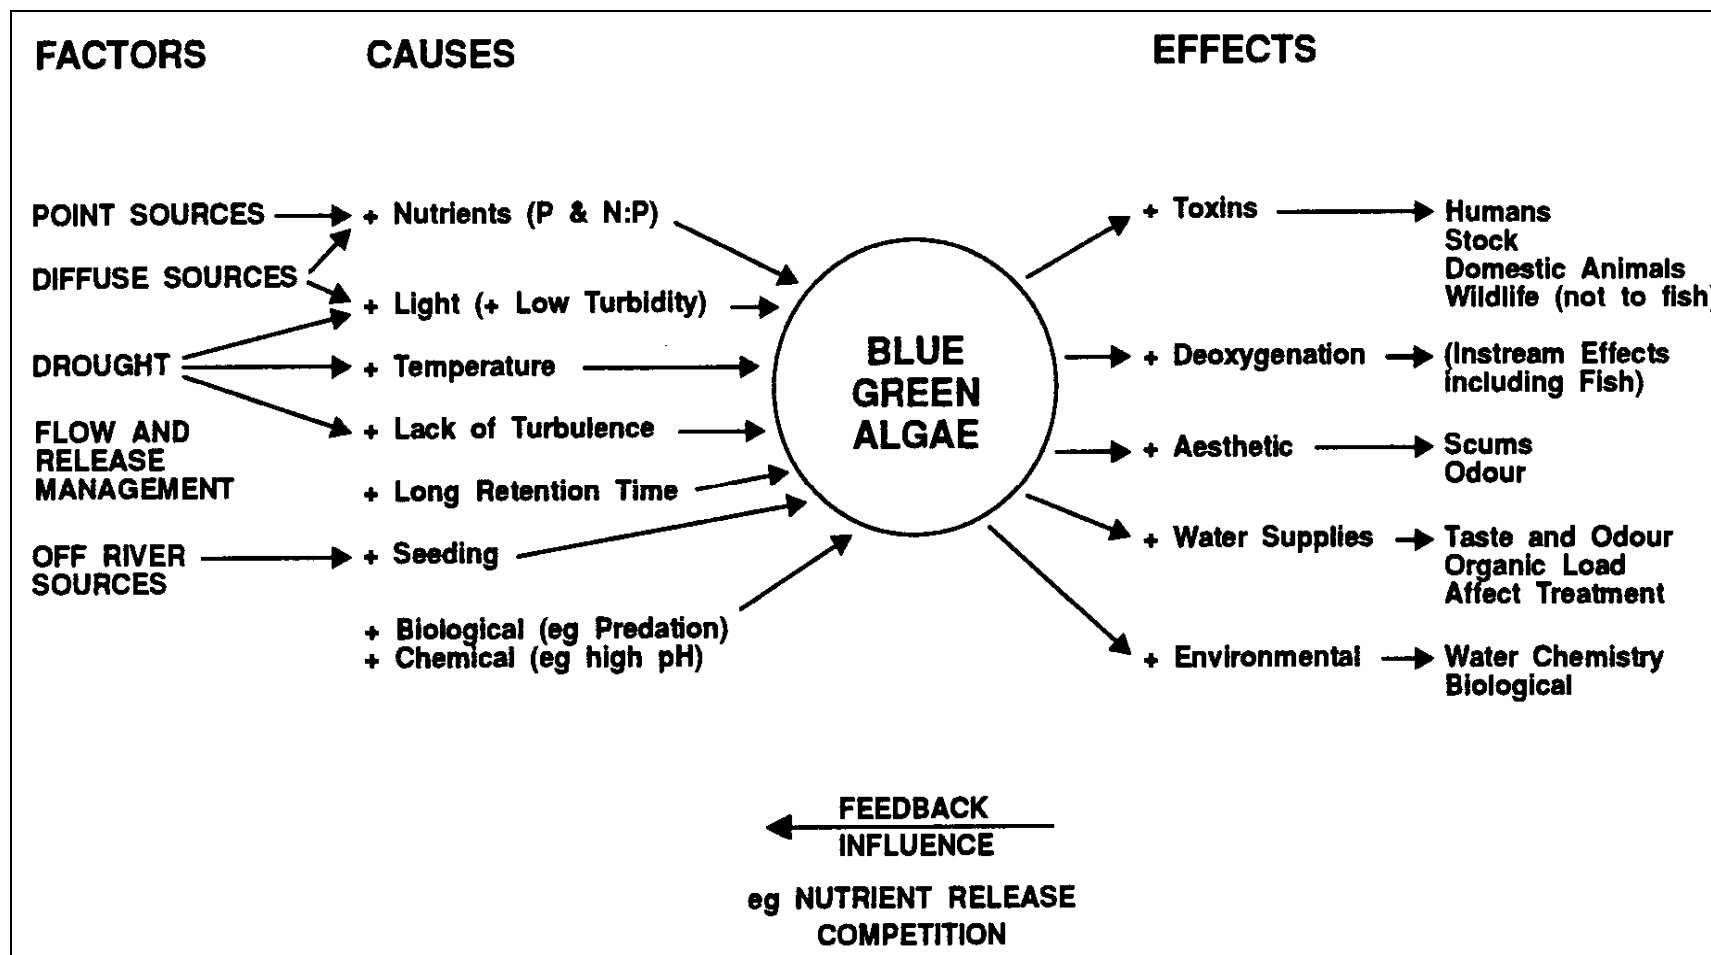 FACTORS
CAUSES
EFFECTS
POINT SOURCES
DIFFUSE SOURCES
DROUGHT
FLOW AND
RELEASE
MANAGEMENT
OFF RIVER
SOURCES
+ Nutrients (P & N:P)
+ Light (+ Low Turbidity)
+ Temperature
+ Lack of Turbulence
+ Long Retention Time
+ Seeding
+ Biological (eg Predation)
+ Chemical (eg high pH)
BLUE
GREEN
ALGAE
+ Toxins
Humans
Stock
Domestic Animals
Wildlife (not to fish)
+ Deoxygenation
(Instream Effects
including Fish)
+ Aesthetic
Scums
Odour
+ Water Supplies
Taste and Odour
Organic Load
Affect Treatment
+ Environmental
Water Chemistry
Biological
FEEDBACK
INFLUENCE
eg NUTRIENT RELEASE
COMPETITION